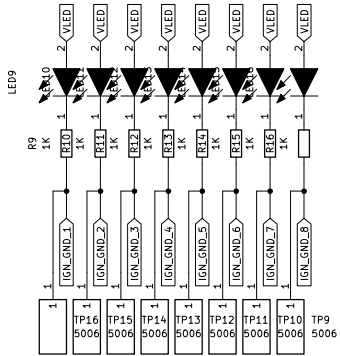 VLED VLED VLED VLED VLED VLED VLED VLED
2 2 2 2 2 2 2 2
LED9
1 1 1 1 1 1 1 1
R9 1K R10 1K R11 1K R12 1K R13 1K R14 1K R15 1K R16 1K
IGN_GND_1 IGN_GND_2 IGN_GND_3 IGN_GND_4 IGN_GND_5 IGN_GND_6 IGN_GND_7 IGN_GND_8
1 1 1 1 1 1 1 1
1 1 1 1 1 1 1 1
TP16 TP15 TP14 TP13 TP12 TP11 TP10 TP9
5006 5006 5006 5006 5006 5006 5006 5006